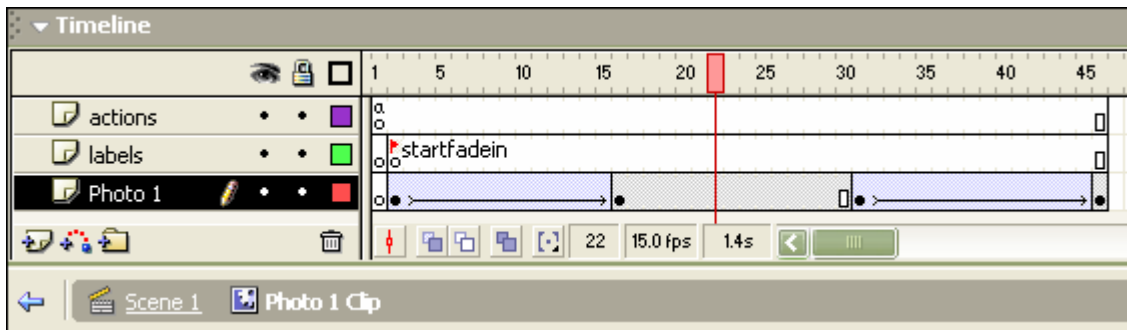 Timeline
1 5 10 15 20 25 30 35 40 45
actions
a
labels startfadein
Photo 1
22 15.0 fps 1.4s
Scene 1 Photo 1 Clip